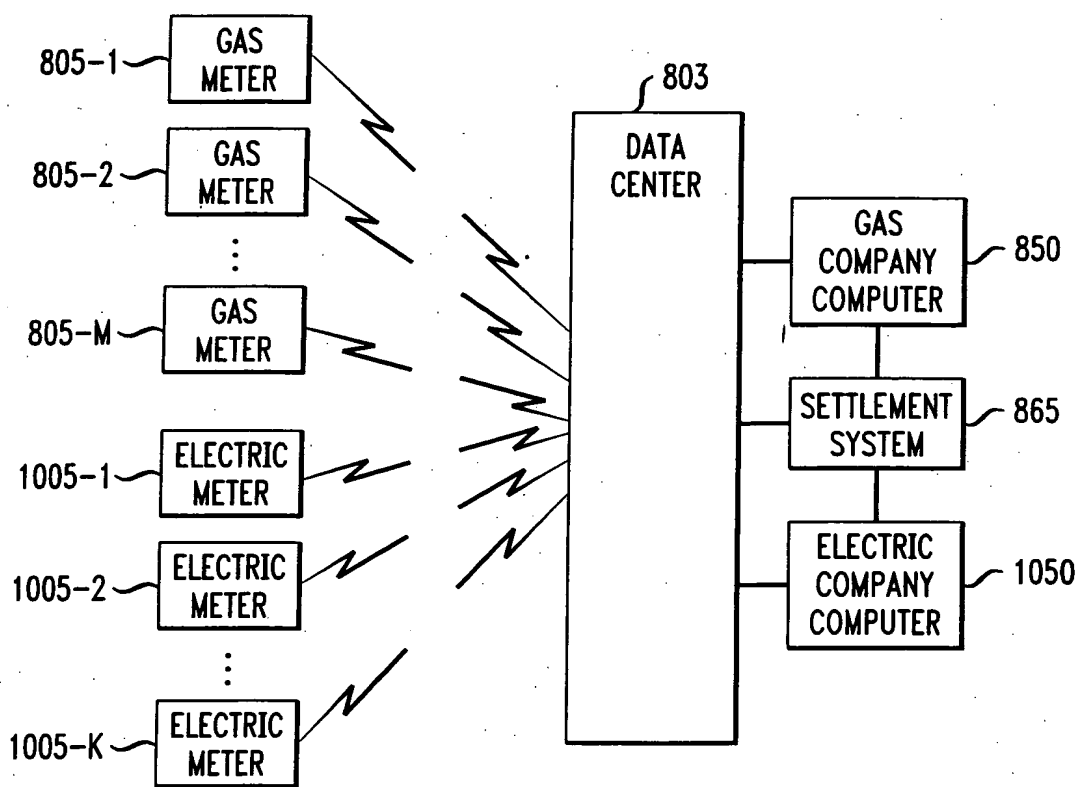 805-1
GAS
METER
805-2
GAS
METER
805-M
GAS
METER
1005-1
ELECTRIC
METER
1005-2
ELECTRIC
METER
1005-K
ELECTRIC
METER
803
DATA
CENTER
GAS
COMPANY
COMPUTER
850
SETTLEMENT
SYSTEM
865
ELECTRIC
COMPANY
COMPUTER
1050